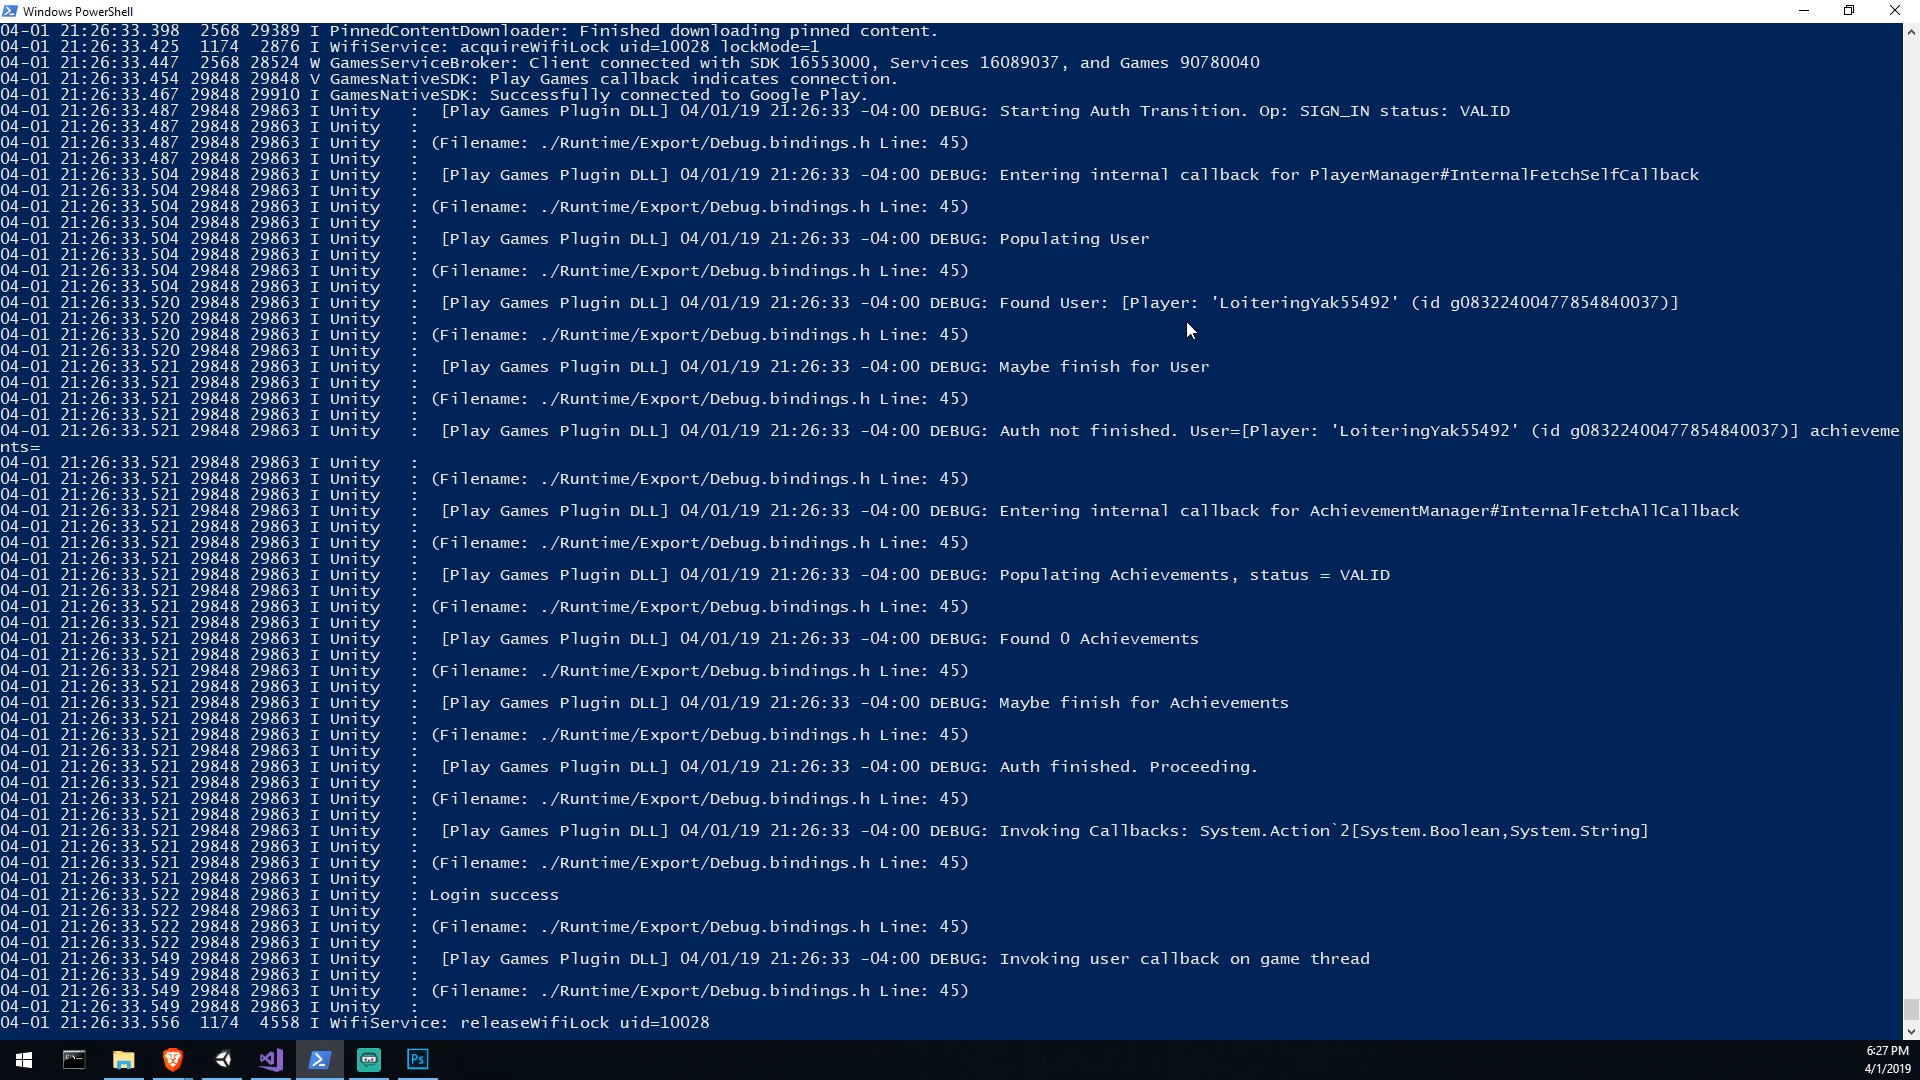 Windows PowerShell
04-01 21:26:33.398  2568 29389 I PinnedContentDownloader: Finished downloading pinned content.
04-01 21:26:33.425  1174  2876 I WifiService: acquireWifiLock uid=10028 lockMode=1
04-01 21:26:33.447  2568 28524 W GamesServiceBroker: Client connected with SDK 16553000, Services 16089037, and Games 90780040
04-01 21:26:33.454 29848 29848 V GamesNativeSDK: Play Games callback indicates connection.
04-01 21:26:33.467 29848 29910 I GamesNativeSDK: Successfully connected to Google Play.
04-01 21:26:33.487 29848 29863 I Unity   :  [Play Games Plugin DLL] 04/01/19 21:26:33 -04:00 DEBUG: Starting Auth Transition. Op: SIGN_IN status: VALID
04-01 21:26:33.487 29848 29863 I Unity   :
04-01 21:26:33.487 29848 29863 I Unity   : (Filename: ./Runtime/Export/Debug.bindings.h Line: 45)
04-01 21:26:33.487 29848 29863 I Unity   :
04-01 21:26:33.504 29848 29863 I Unity   :  [Play Games Plugin DLL] 04/01/19 21:26:33 -04:00 DEBUG: Entering internal callback for PlayerManager#InternalFetchSelfCallback
04-01 21:26:33.504 29848 29863 I Unity   :
04-01 21:26:33.504 29848 29863 I Unity   : (Filename: ./Runtime/Export/Debug.bindings.h Line: 45)
04-01 21:26:33.504 29848 29863 I Unity   :
04-01 21:26:33.504 29848 29863 I Unity   :  [Play Games Plugin DLL] 04/01/19 21:26:33 -04:00 DEBUG: Populating User
04-01 21:26:33.504 29848 29863 I Unity   :
04-01 21:26:33.504 29848 29863 I Unity   : (Filename: ./Runtime/Export/Debug.bindings.h Line: 45)
04-01 21:26:33.504 29848 29863 I Unity   :
04-01 21:26:33.520 29848 29863 I Unity   :  [Play Games Plugin DLL] 04/01/19 21:26:33 -04:00 DEBUG: Found User: [Player: 'LoiteringYak55492' (id g08322400477854840037)]
04-01 21:26:33.520 29848 29863 I Unity   :
04-01 21:26:33.520 29848 29863 I Unity   : (Filename: ./Runtime/Export/Debug.bindings.h Line: 45)
04-01 21:26:33.520 29848 29863 I Unity   :
04-01 21:26:33.521 29848 29863 I Unity   :  [Play Games Plugin DLL] 04/01/19 21:26:33 -04:00 DEBUG: Maybe finish for User
04-01 21:26:33.521 29848 29863 I Unity   :
04-01 21:26:33.521 29848 29863 I Unity   : (Filename: ./Runtime/Export/Debug.bindings.h Line: 45)
04-01 21:26:33.521 29848 29863 I Unity   :
04-01 21:26:33.521 29848 29863 I Unity   :  [Play Games Plugin DLL] 04/01/19 21:26:33 -04:00 DEBUG: Auth not finished. User=[Player: 'LoiteringYak55492' (id g08322400477854840037)] achieveme
nts=
04-01 21:26:33.521 29848 29863 I Unity   :
04-01 21:26:33.521 29848 29863 I Unity   : (Filename: ./Runtime/Export/Debug.bindings.h Line: 45)
04-01 21:26:33.521 29848 29863 I Unity   :
04-01 21:26:33.521 29848 29863 I Unity   :  [Play Games Plugin DLL] 04/01/19 21:26:33 -04:00 DEBUG: Entering internal callback for AchievementManager#InternalFetchAllCallback
04-01 21:26:33.521 29848 29863 I Unity   :
04-01 21:26:33.521 29848 29863 I Unity   : (Filename: ./Runtime/Export/Debug.bindings.h Line: 45)
04-01 21:26:33.521 29848 29863 I Unity   :
04-01 21:26:33.521 29848 29863 I Unity   :  [Play Games Plugin DLL] 04/01/19 21:26:33 -04:00 DEBUG: Populating Achievements, status = VALID
04-01 21:26:33.521 29848 29863 I Unity   :
04-01 21:26:33.521 29848 29863 I Unity   : (Filename: ./Runtime/Export/Debug.bindings.h Line: 45)
04-01 21:26:33.521 29848 29863 I Unity   :
04-01 21:26:33.521 29848 29863 I Unity   :  [Play Games Plugin DLL] 04/01/19 21:26:33 -04:00 DEBUG: Found 0 Achievements
04-01 21:26:33.521 29848 29863 I Unity   :
04-01 21:26:33.521 29848 29863 I Unity   : (Filename: ./Runtime/Export/Debug.bindings.h Line: 45)
04-01 21:26:33.521 29848 29863 I Unity   :
04-01 21:26:33.521 29848 29863 I Unity   :  [Play Games Plugin DLL] 04/01/19 21:26:33 -04:00 DEBUG: Maybe finish for Achievements
04-01 21:26:33.521 29848 29863 I Unity   :
04-01 21:26:33.521 29848 29863 I Unity   : (Filename: ./Runtime/Export/Debug.bindings.h Line: 45)
04-01 21:26:33.521 29848 29863 I Unity   :
04-01 21:26:33.521 29848 29863 I Unity   :  [Play Games Plugin DLL] 04/01/19 21:26:33 -04:00 DEBUG: Auth finished. Proceeding.
04-01 21:26:33.521 29848 29863 I Unity   :
04-01 21:26:33.521 29848 29863 I Unity   : (Filename: ./Runtime/Export/Debug.bindings.h Line: 45)
04-01 21:26:33.521 29848 29863 I Unity   :
04-01 21:26:33.521 29848 29863 I Unity   :  [Play Games Plugin DLL] 04/01/19 21:26:33 -04:00 DEBUG: Invoking Callbacks: System.Action`2[System.Boolean,System.String]
04-01 21:26:33.521 29848 29863 I Unity   :
04-01 21:26:33.521 29848 29863 I Unity   : (Filename: ./Runtime/Export/Debug.bindings.h Line: 45)
04-01 21:26:33.521 29848 29863 I Unity   :
04-01 21:26:33.522 29848 29863 I Unity   : Login success
04-01 21:26:33.522 29848 29863 I Unity   :
04-01 21:26:33.522 29848 29863 I Unity   : (Filename: ./Runtime/Export/Debug.bindings.h Line: 45)
04-01 21:26:33.522 29848 29863 I Unity   :
04-01 21:26:33.549 29848 29863 I Unity   :  [Play Games Plugin DLL] 04/01/19 21:26:33 -04:00 DEBUG: Invoking user callback on game thread
04-01 21:26:33.549 29848 29863 I Unity   :
04-01 21:26:33.549 29848 29863 I Unity   : (Filename: ./Runtime/Export/Debug.bindings.h Line: 45)
04-01 21:26:33.549 29848 29863 I Unity   :
04-01 21:26:33.556  1174  4558 I WifiService: releaseWifiLock uid=10028
Ps
6:27 PM
4/1/2019